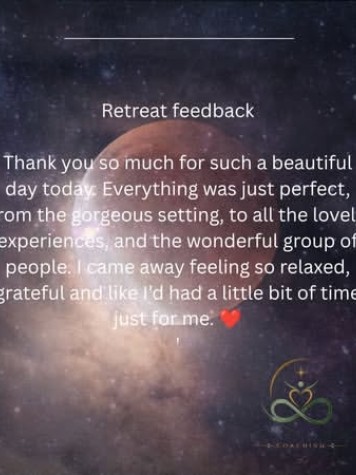 Retreat feedback
Thank you so much for such a beautiful
day today. Everything was just perfect,
rom the gorgeous setting, to all the lovel
experiences, and the wonderful group of
people. I came away feeling so relaxed,
grateful and like I'd had a little bit of time
just for me. ❤️
,
COACHING